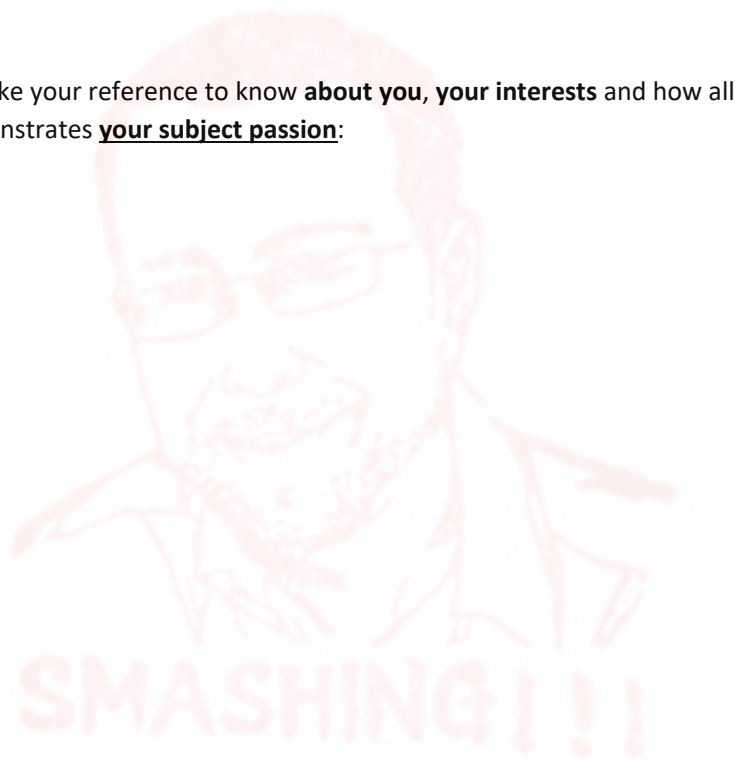 ke your reference to know about you, your interests and how all
nstrates your subject passion:
SMASHING!!!